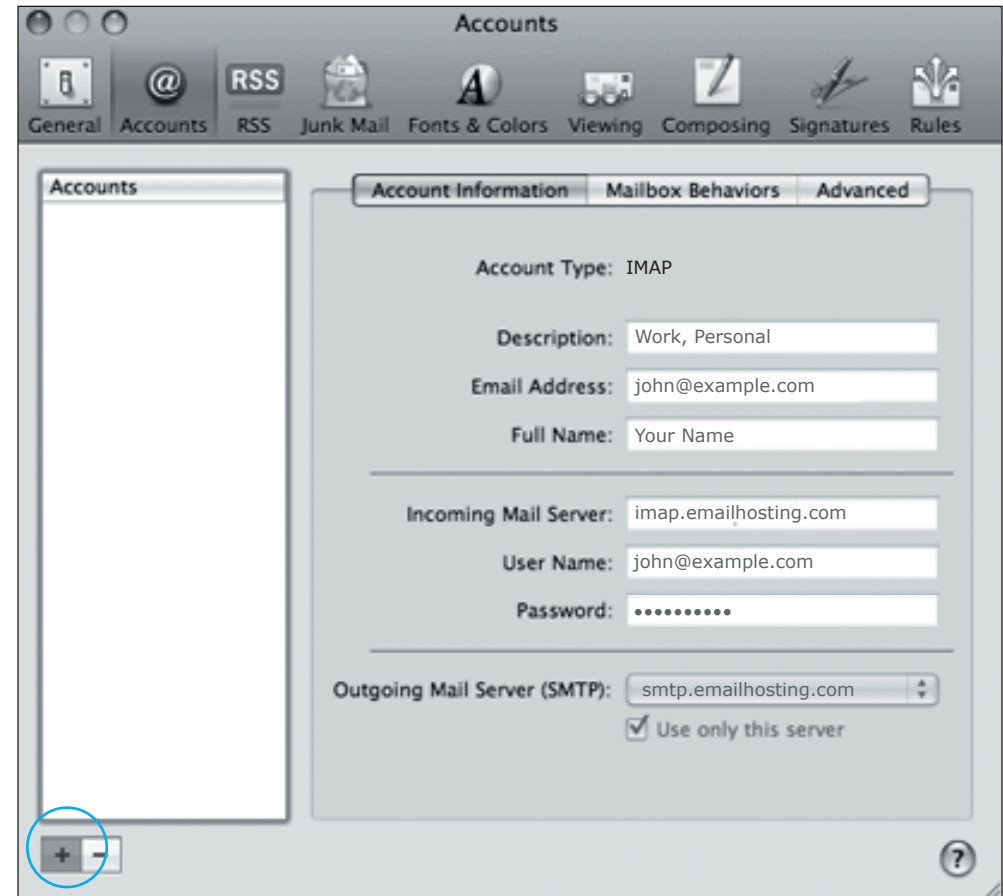 Accounts
RSS
General Accounts RSS Junk Mail Fonts & Colors Viewing Composing Signatures Rules
Accounts
Account Information Mailbox Behaviors Advanced
Account Type: IMAP
Description: Work, Personal
Email Address: john@example.com
Full Name: Your Name
Incoming Mail Server: imap.emailhosting.com
User Name: john@example.com
Password: ••••••••••
Outgoing Mail Server (SMTP): smtp.emailhosting.com
Use only this server
+ − ?